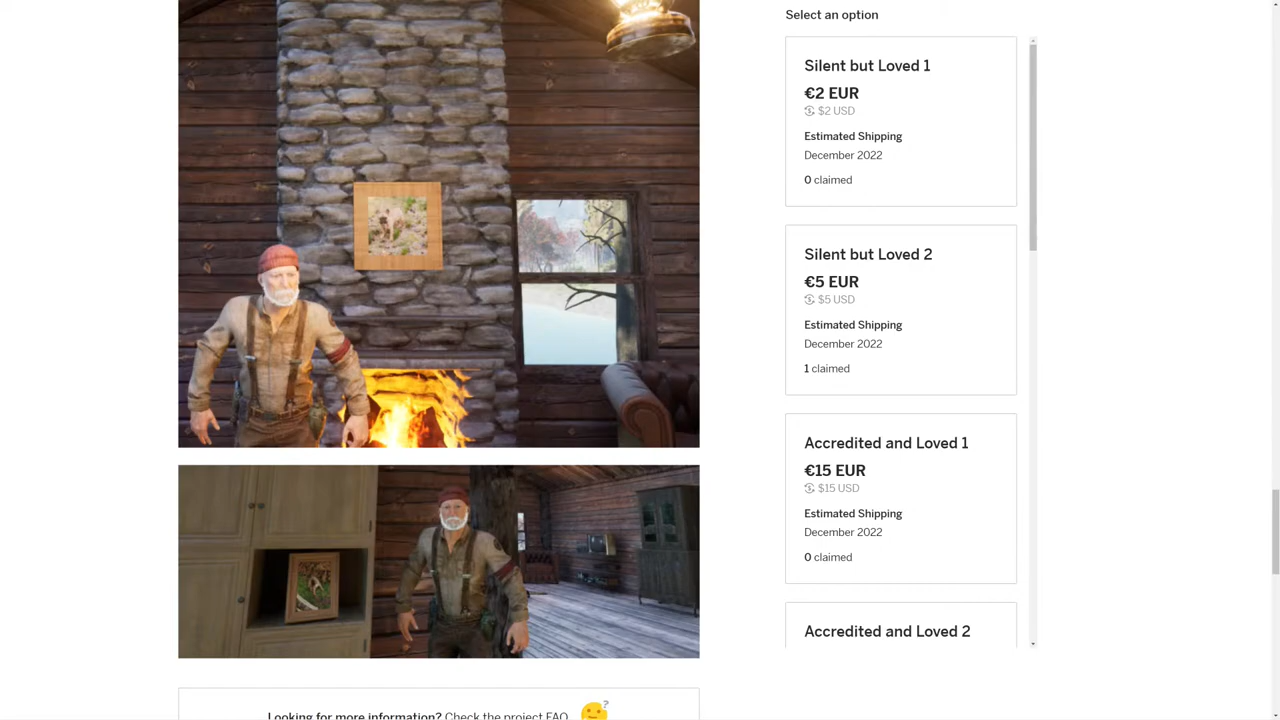 Select an option
Silent but Loved 1
€2 EUR
$2 USD
Estimated Shipping
December 2022
0 claimed
Silent but Loved 2
€5 EUR
$5 USD
Estimated Shipping
December 2022
1 claimed
Accredited and Loved 1
€15 EUR
$15 USD
Estimated Shipping
December 2022
0 claimed
Accredited and Loved 2
Looking for more information? Check the project FAQ